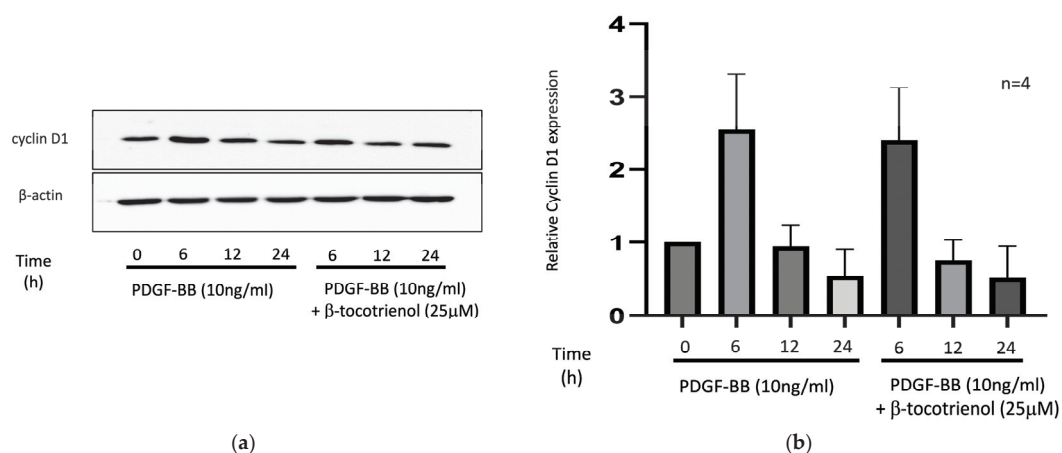 cyclin D1
β-actin
Time
(h)
0 6 12 24 6 12 24
PDGF-BB (10ng/ml)
PDGF-BB (10ng/ml)
+ β-tocotrienol (25μM)
(a)
Relative Cyclin D1 expression
4
3
2
1
0
n=4
Time
(h)
0 6 12 24 6 12 24
PDGF-BB (10ng/ml)
PDGF-BB (10ng/ml)
+ β-tocotrienol (25μM)
(b)